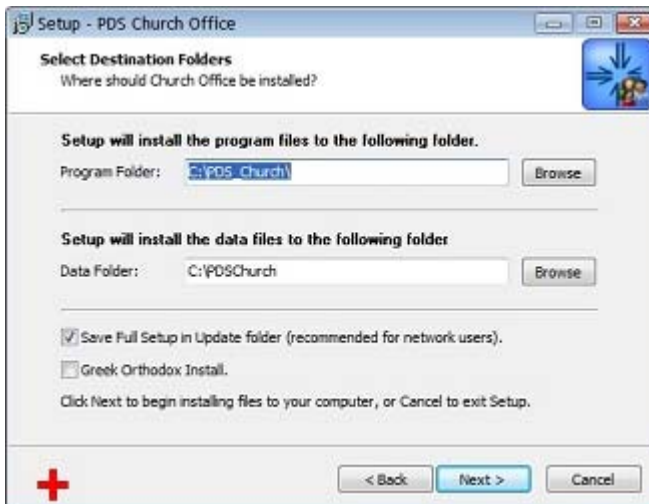 Setup - PDS Church Office
Select Destination Folders
Where should Church Office be installed?
Setup will install the program files to the following folder.
Program Folder: C:\PDS_Church\ Browse
Setup will install the data files to the following folder
Data Folder: C:\PDSChurch Browse
Save Full Setup in Update folder (recommended for network users).
Greek Orthodox Install.
Click Next to begin installing files to your computer, or Cancel to exit Setup.
< Back Next > Cancel